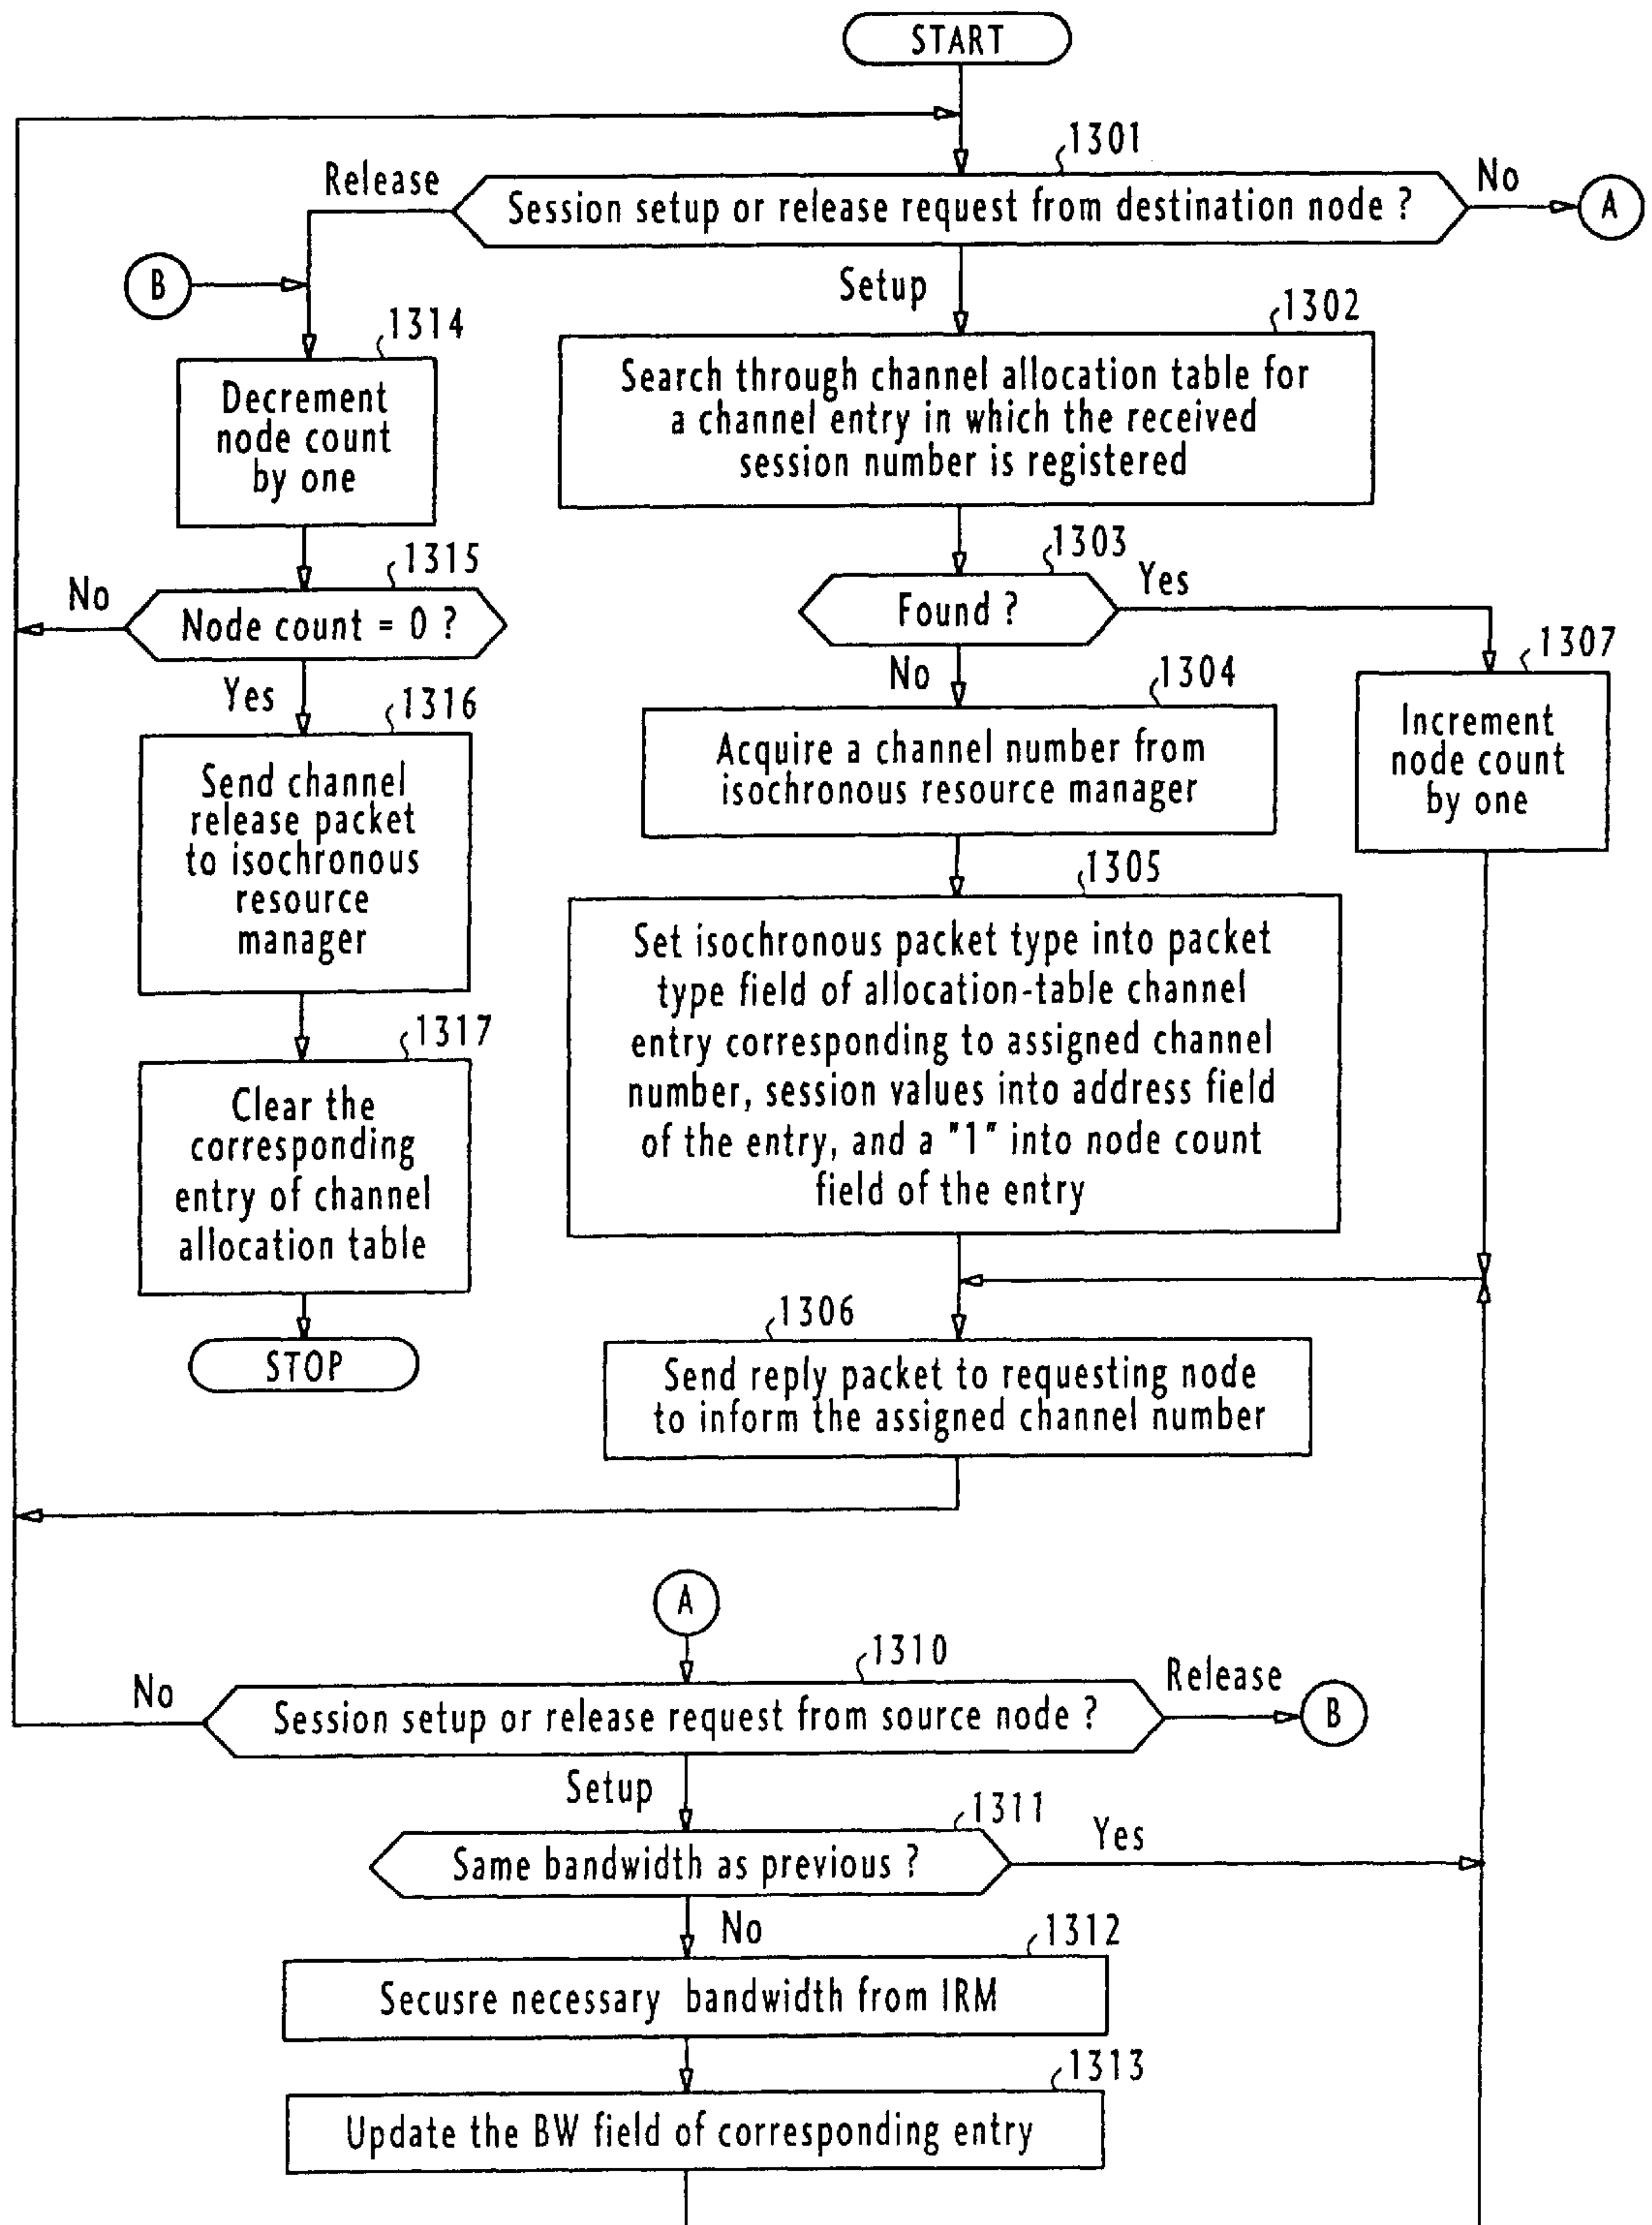 START
1301
Release
Session setup or release request from destination node ?
No
A
B
Setup
1314
Decrement
node count
by one
1302
Search through channel allocation table for
a channel entry in which the received
session number is registered
1315
No
Node count = 0 ?
Yes
1303
Found ?
Yes
No
1307
Increment
node count
by one
1304
Acquire a channel number from
isochronous resource manager
1316
Send channel
release packet
to isochronous
resource
manager
1305
Set isochronous packet type into packet
type field of allocation-table channel
entry corresponding to assigned channel
number, session values into address field
of the entry, and a "1" into node count
field of the entry
1317
Clear the
corresponding
entry of channel
allocation table
STOP
1306
Send reply packet to requesting node
to inform the assigned channel number
A
1310
No
Session setup or release request from source node ?
Release
B
Setup
1311
Same bandwidth as previous ?
Yes
No
1312
Secusre necessary bandwidth from IRM
1313
Update the BW field of corresponding entry